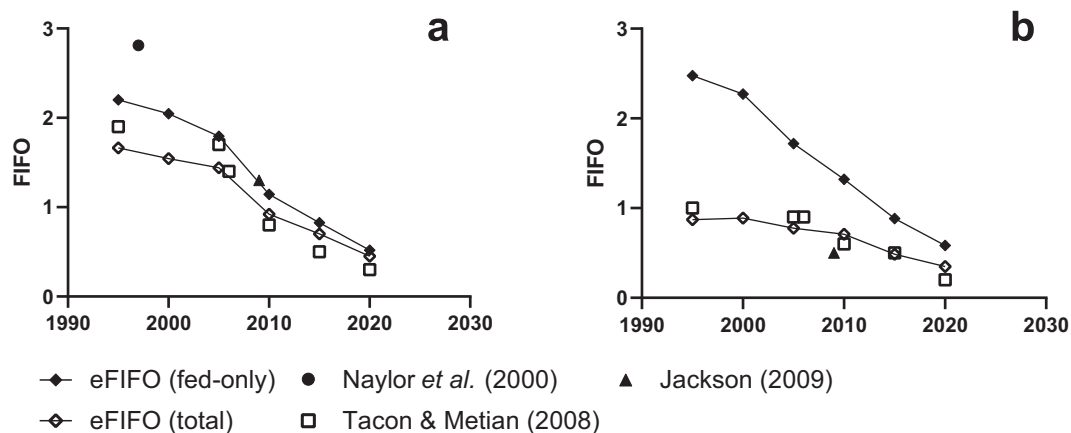 a
3
2
1
0
FIFO
1990 2000 2010 2020 2030
b
3
2
1
0
FIFO
1990 2000 2010 2020 2030
eFIFO (fed-only) Naylor et al. (2000) Jackson (2009)
eFIFO (total) Tacon & Metian (2008)